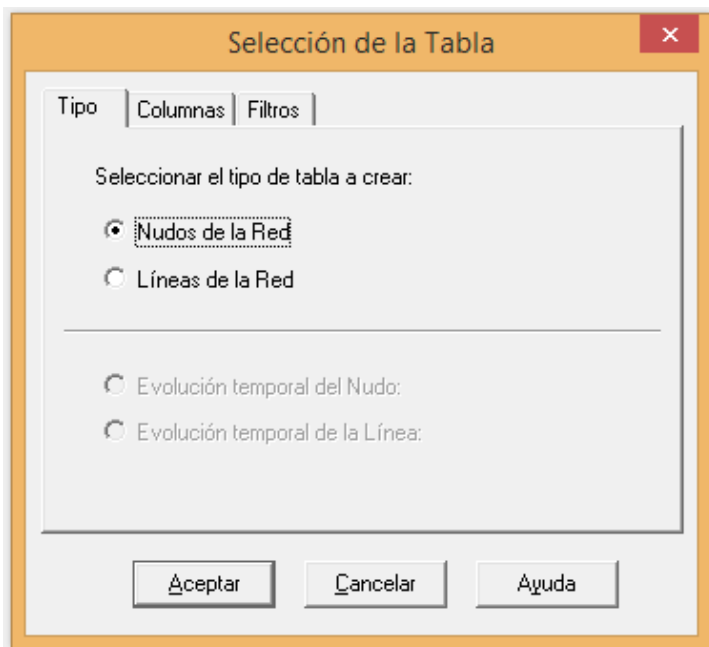 Selección de la Tabla
Tipo Columnas Filtros
Seleccionar el tipo de tabla a crear:
Nudos de la Red
Líneas de la Red
Evolución temporal del Nudo:
Evolución temporal de la Línea:
Aceptar Cancelar Ayuda